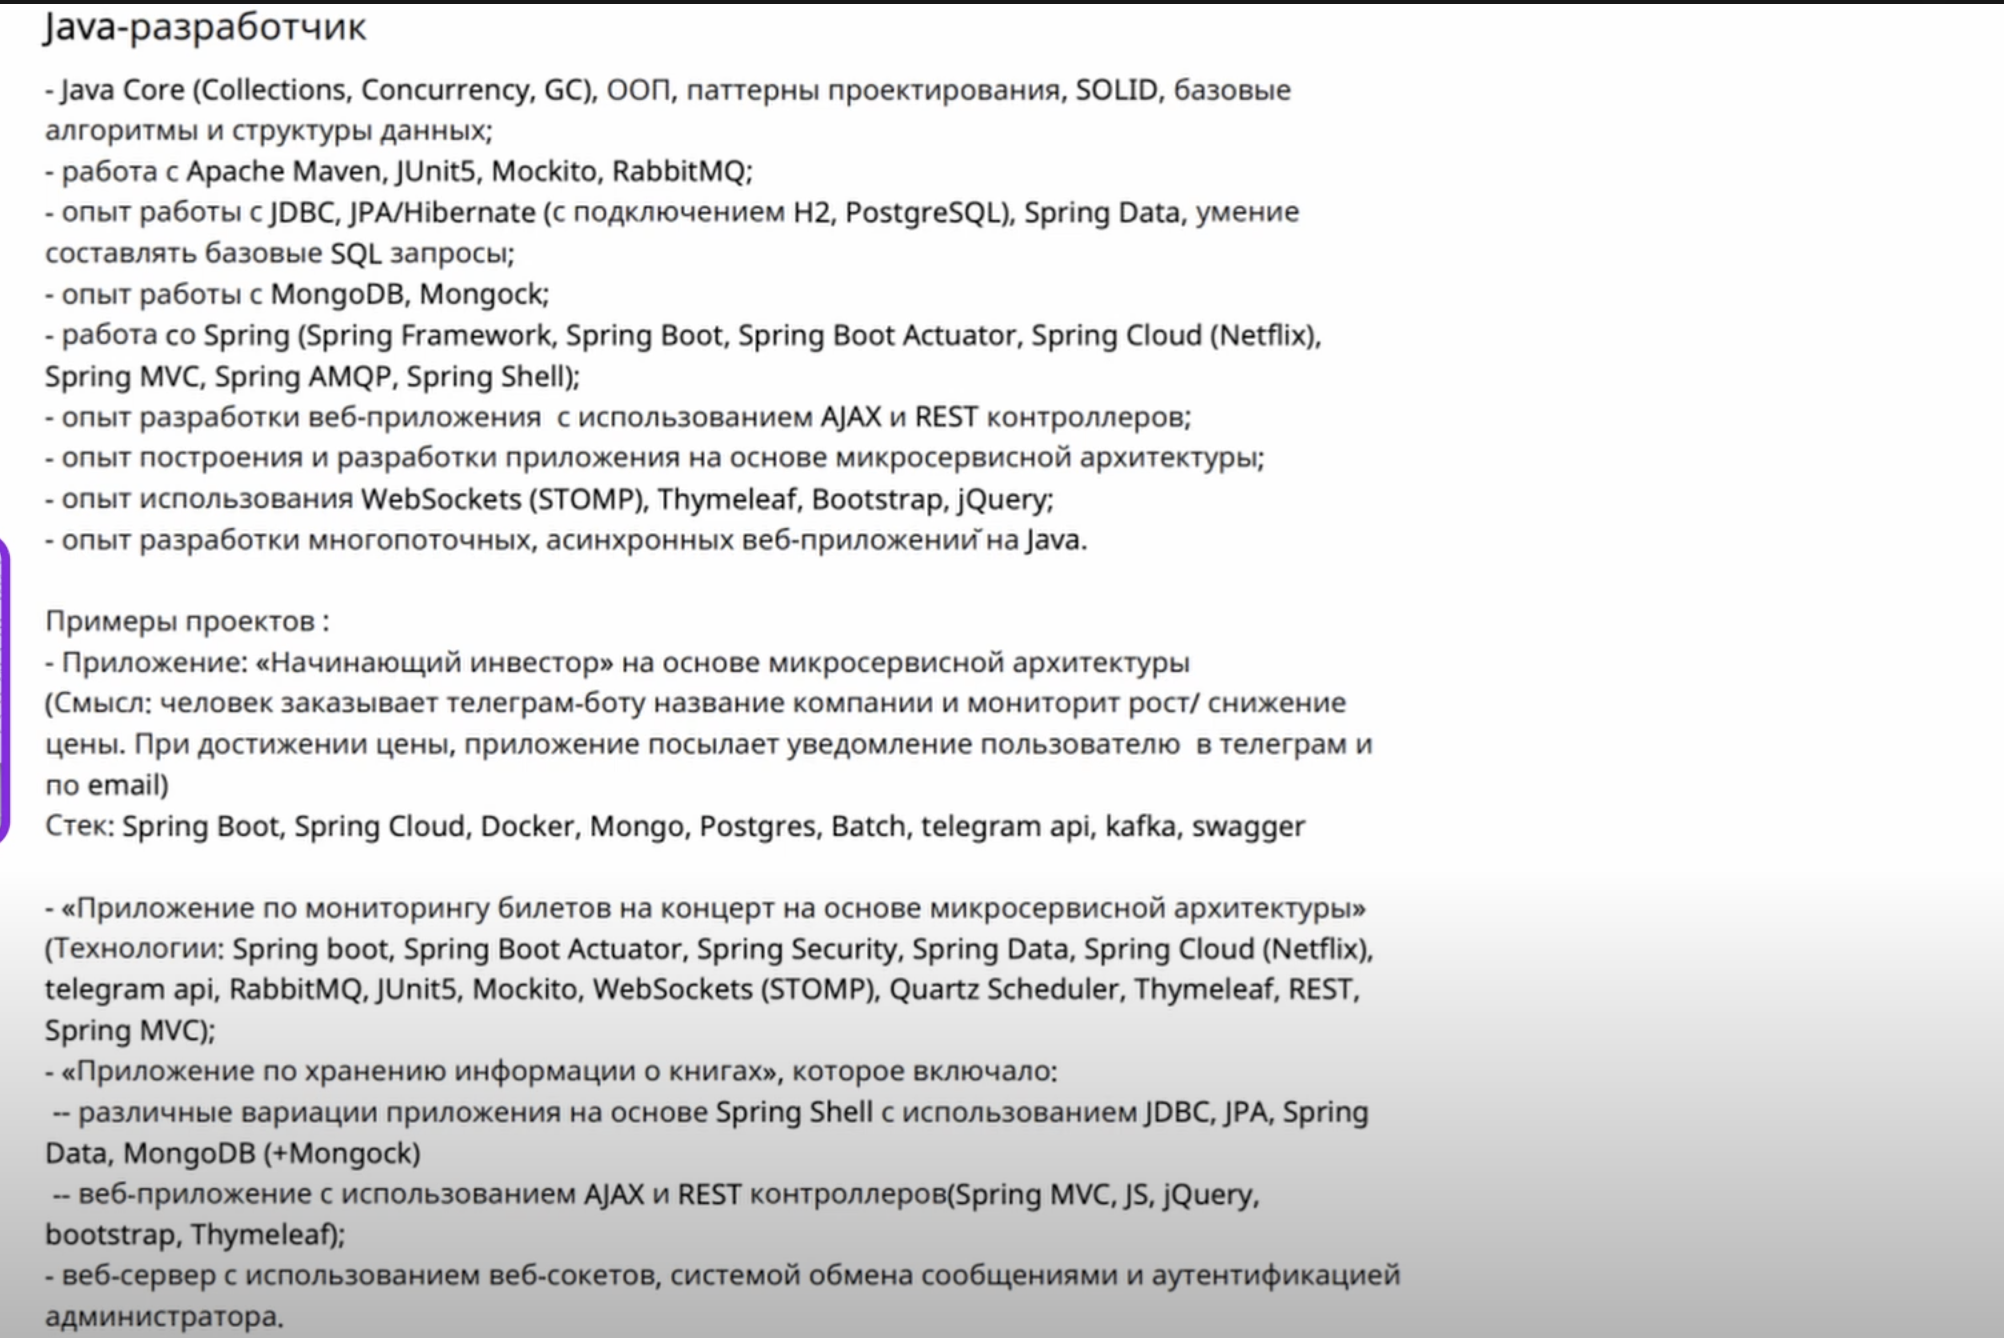 Java-разработчик
- Java Core (Collections, Concurrency, GC), ООП, паттерны проектирования, SOLID, базовые
алгоритмы и структуры данных;
- работа с Apache Maven, JUnit5, Mockito, RabbitMQ;
- опыт работы с JDBC, JPA/Hibernate (с подключением H2, PostgreSQL), Spring Data, умение
составлять базовые SQL запросы;
- опыт работы с MongoDB, Mongock;
- работа со Spring (Spring Framework, Spring Boot, Spring Boot Actuator, Spring Cloud (Netflix),
Spring MVC, Spring AMQP, Spring Shell);
- опыт разработки веб-приложения  с использованием AJAX и REST контроллеров;
- опыт построения и разработки приложения на основе микросервисной архитектуры;
- опыт использования WebSockets (STOMP), Thymeleaf, Bootstrap, jQuery;
- опыт разработки многопоточных, асинхронных веб-приложений на Java.
Примеры проектов :
- Приложение: «Начинающий инвестор» на основе микросервисной архитектуры
(Смысл: человек заказывает телеграм-боту название компании и мониторит рост/ снижение
цены. При достижении цены, приложение посылает уведомление пользователю  в телеграм и
по email)
Стек: Spring Boot, Spring Cloud, Docker, Mongo, Postgres, Batch, telegram api, kafka, swagger
- «Приложение по мониторингу билетов на концерт на основе микросервисной архитектуры»
(Технологии: Spring boot, Spring Boot Actuator, Spring Security, Spring Data, Spring Cloud (Netflix),
telegram api, RabbitMQ, JUnit5, Mockito, WebSockets (STOMP), Quartz Scheduler, Thymeleaf, REST,
Spring MVC);
- «Приложение по хранению информации о книгах», которое включало:
-- различные вариации приложения на основе Spring Shell с использованием JDBC, JPA, Spring
Data, MongoDB (+Mongock)
-- веб-приложение с использованием AJAX и REST контроллеров(Spring MVC, JS, jQuery,
bootstrap, Thymeleaf);
- веб-сервер с использованием веб-сокетов, системой обмена сообщениями и аутентификацией
администратора.